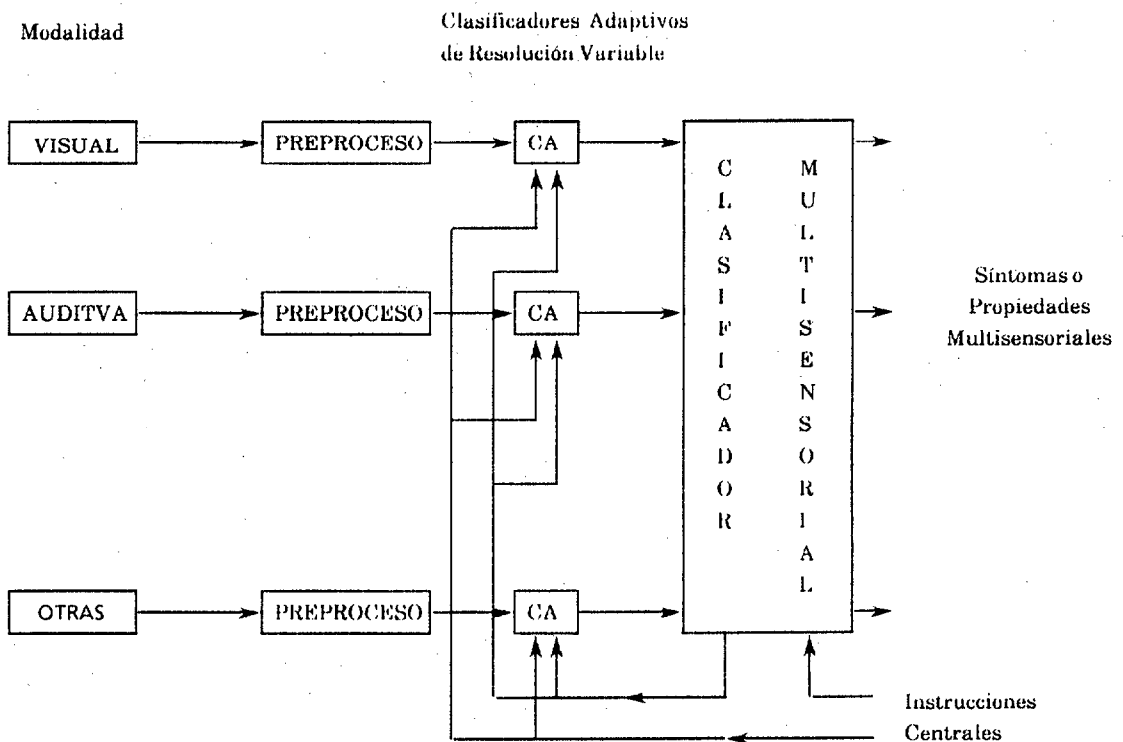 Modalidad
Clasificadores Adaptivos
de Resolución Variable
VISUAL
PREPROCESO
CA
AUDITVA
PREPROCESO
CA
OTRAS
PREPROCESO
CA
CLASIFICADOR
MULTISENSORIAL
Síntomas o
Propiedades
Multisensoriales
Instrucciones
Centrales